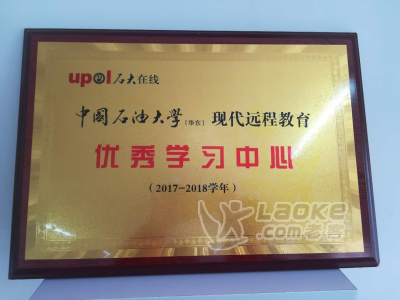 upol石大在线
中國石油大學(华东) 现代远程教育
优秀学习中心
(2017-2018学年)
LAOKE
.com老客